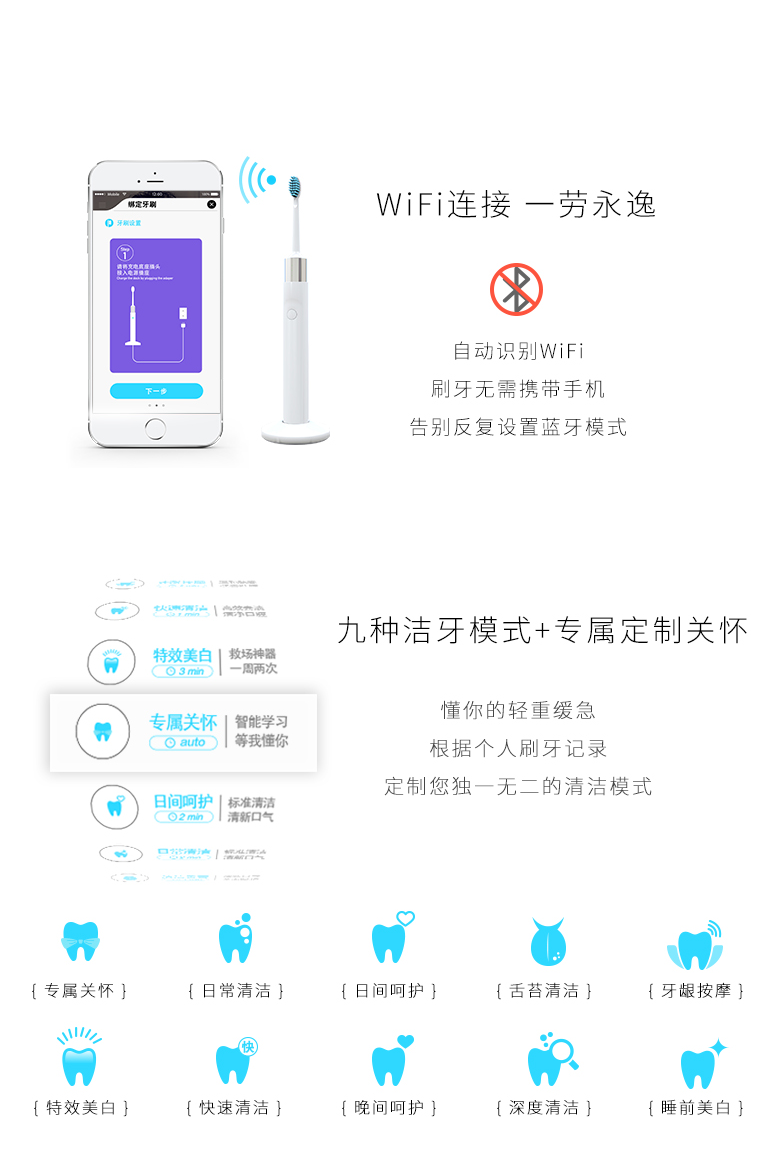 WiFi连接 一劳永逸
自动识别WiFi
刷牙无需携带手机
告别反复设置蓝牙模式
12:00
100%
绑定牙刷
牙刷设置
Step
1
请将充电底座插头
接入电源插座
下一步
九种洁牙模式+专属定制关怀
懂你的轻重缓急
根据个人刷牙记录
定制您独一无二的清洁模式
快速清洁
特效美白
3 min
救场神器
一周两次
专属关怀
auto
智能学习
等我懂你
日间呵护
2 min
标准清洁
清新口气
{ 专属关怀 }
{ 日常清洁 }
{ 日间呵护 }
{ 舌苔清洁 }
{ 牙龈按摩 }
快
{ 特效美白 }
{ 快速清洁 }
{ 晚间呵护 }
{ 深度清洁 }
{ 睡前美白 }